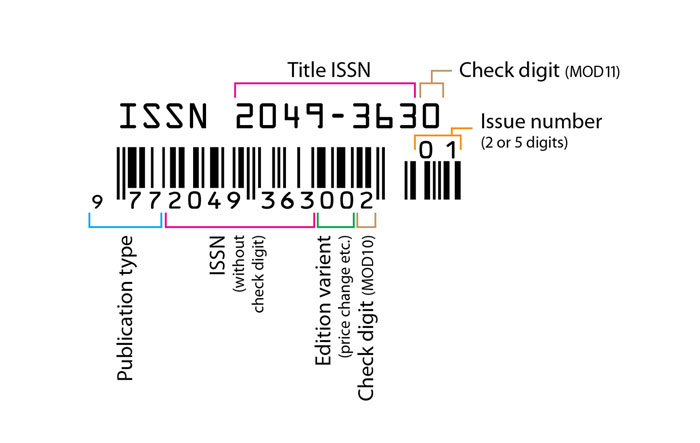 Title ISSN
Check digit (MOD11)
ISSN 2049-3630
Issue number
(2 or 5 digits)
01
9 772049 363002
Publication type
ISSN
(without
check digit)
Edition varient
(price change etc.)
Check digit (MOD10)